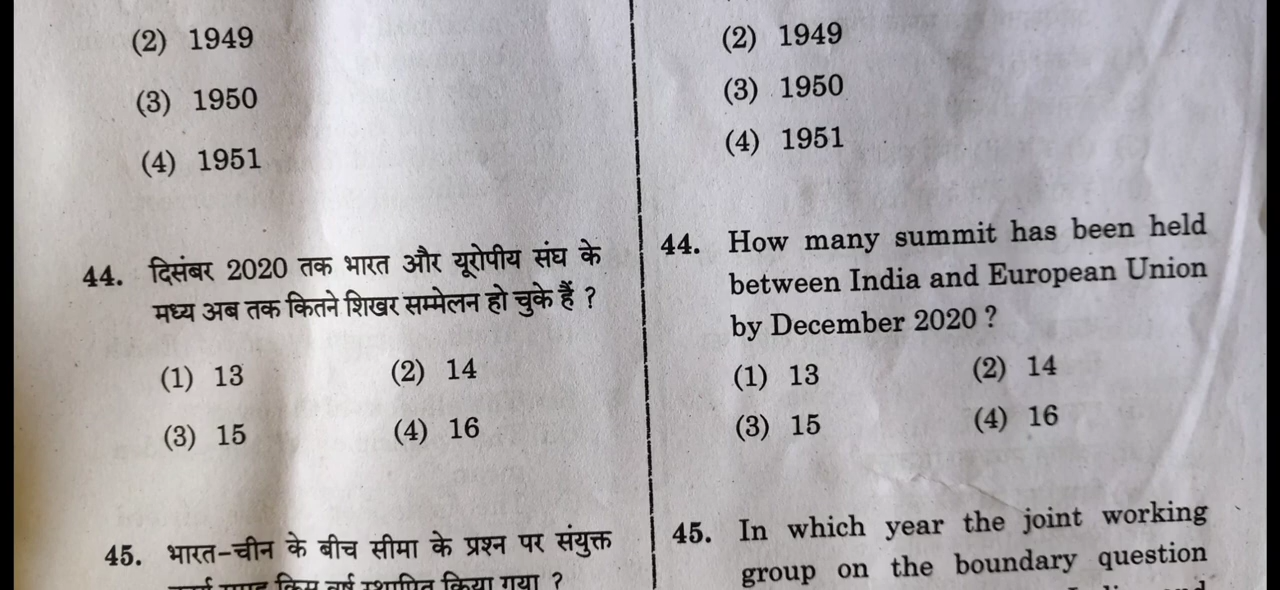 (2) 1949
(3) 1950
(4) 1951
44. दिसंबर 2020 तक भारत और यूरोपीय संघ के
मध्य अब तक कितने शिखर सम्मेलन हो चुके हैं ?
(1) 13 (2) 14
(3) 15 (4) 16
45. भारत-चीन के बीच सीमा के प्रश्न पर संयुक्त
किस वर्ष स्थापित किया गया ?
(2) 1949
(3) 1950
(4) 1951
44. How many summit has been held
between India and European Union
by December 2020 ?
(1) 13 (2) 14
(3) 15 (4) 16
45. In which year the joint working
group on the boundary question